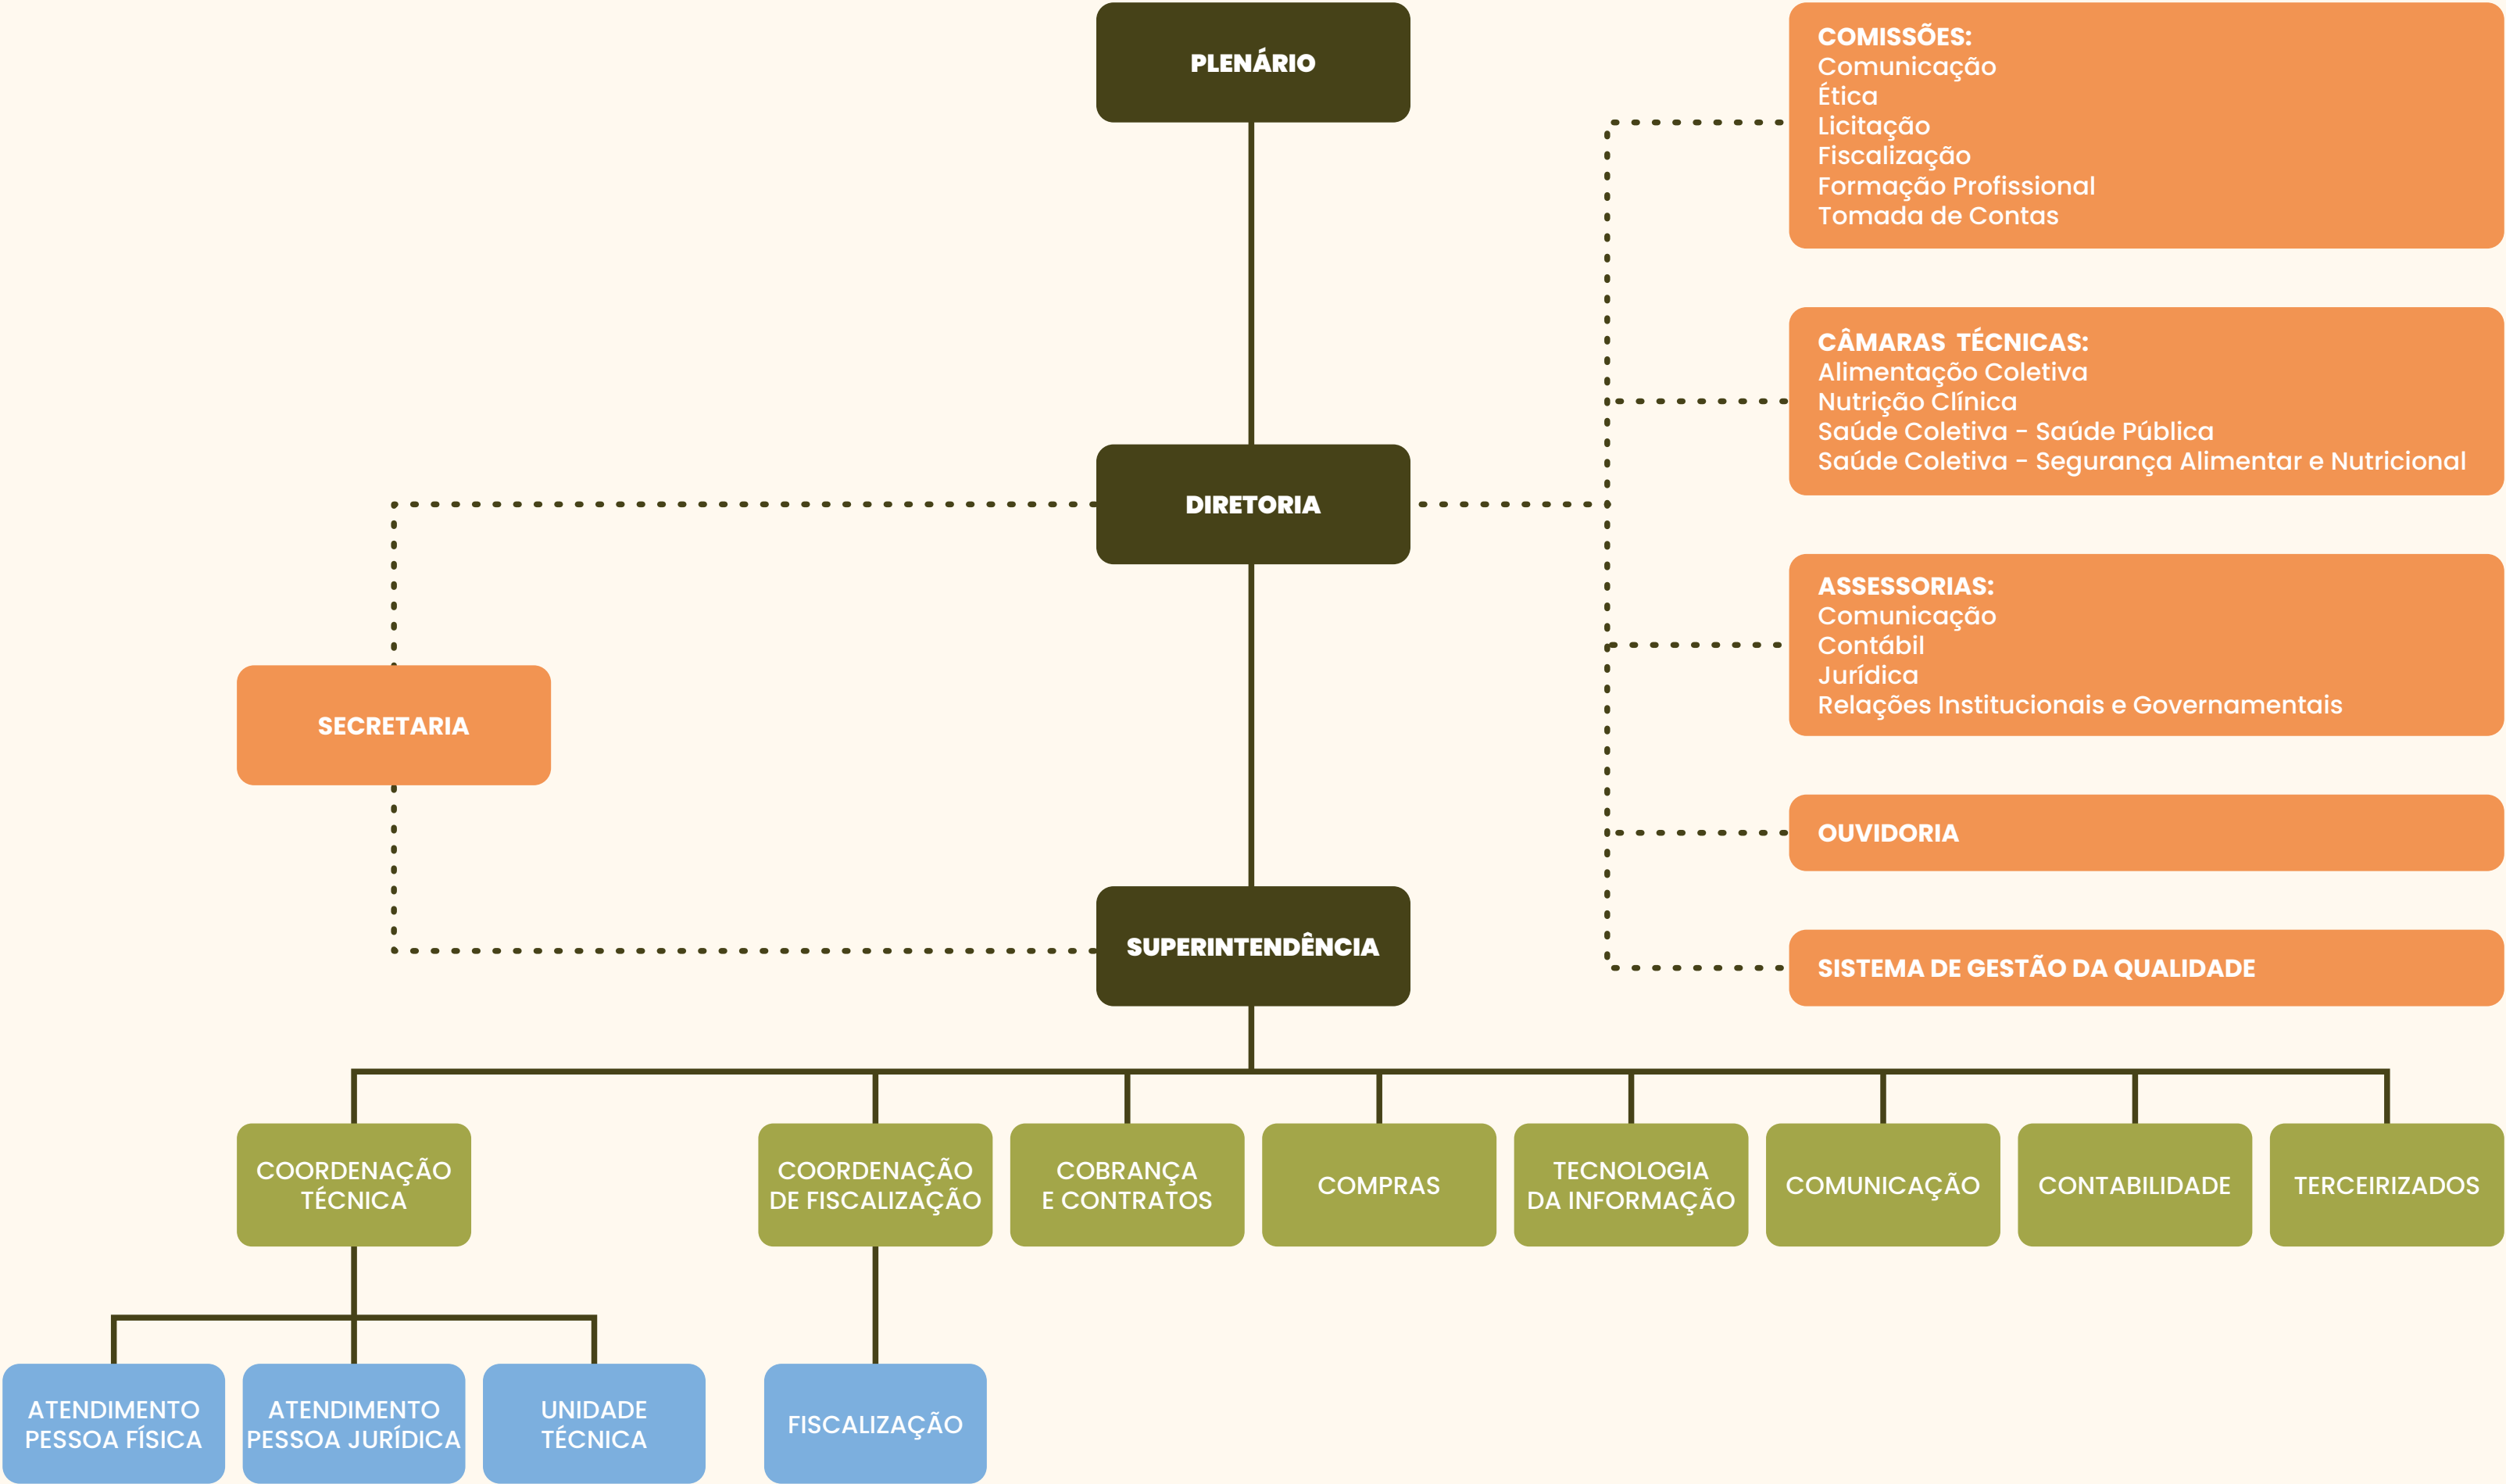 PLENÁRIO
COMISSÕES:
Comunicação
Ética
Licitação
Fiscalização
Formação Profissional
Tomada de Contas
CÂMARAS TÉCNICAS:
Alimentaçõo Coletiva
Nutrição Clínica
Saúde Coletiva - Saúde Pública
Saúde Coletiva - Segurança Alimentar e Nutricional
DIRETORIA
ASSESSORIAS:
Comunicação
Contábil
Jurídica
Relações Institucionais e Governamentais
SECRETARIA
OUVIDORIA
SUPERINTENDÊNCIA
SISTEMA DE GESTÃO DA QUALIDADE
COORDENAÇÃO
TÉCNICA
COORDENAÇÃO
DE FISCALIZAÇÃO
COBRANÇA
E CONTRATOS
COMPRAS
TECNOLOGIA
DA INFORMAÇÃO
COMUNICAÇÃO
CONTABILIDADE
TERCEIRIZADOS
ATENDIMENTO
PESSOA FÍSICA
ATENDIMENTO
PESSOA JURÍDICA
UNIDADE
TÉCNICA
FISCALIZAÇÃO